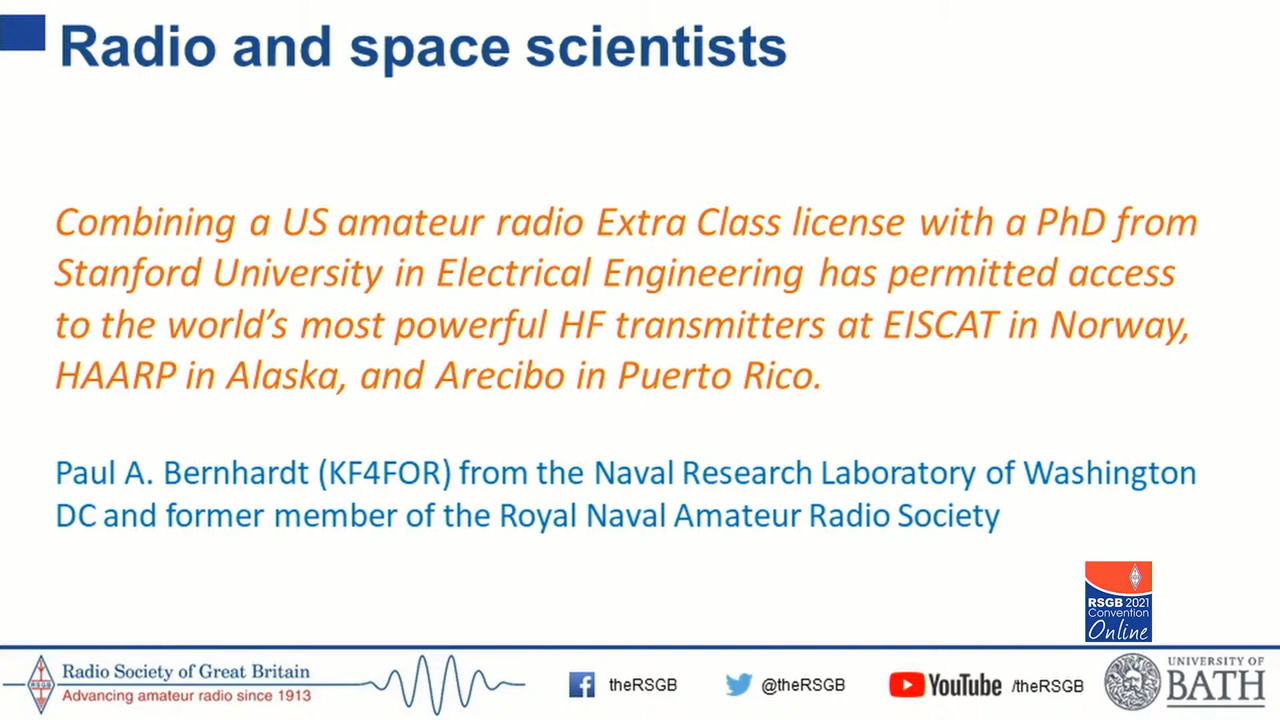 Radio and space scientists
Combining a US amateur radio Extra Class license with a PhD from
Stanford University in Electrical Engineering has permitted access
to the world's most powerful HF transmitters at EISCAT in Norway,
HAARP in Alaska, and Arecibo in Puerto Rico.
Paul A. Bernhardt (KF4FOR) from the Naval Research Laboratory of Washington
DC and former member of the Royal Naval Amateur Radio Society
RSGB 2021
Convention
Online
RSGB
Radio Society of Great Britain
Advancing amateur radio since 1913
theRSGB
@theRSGB
YouTube /theRSGB
UNIVERSITY OF
BATH